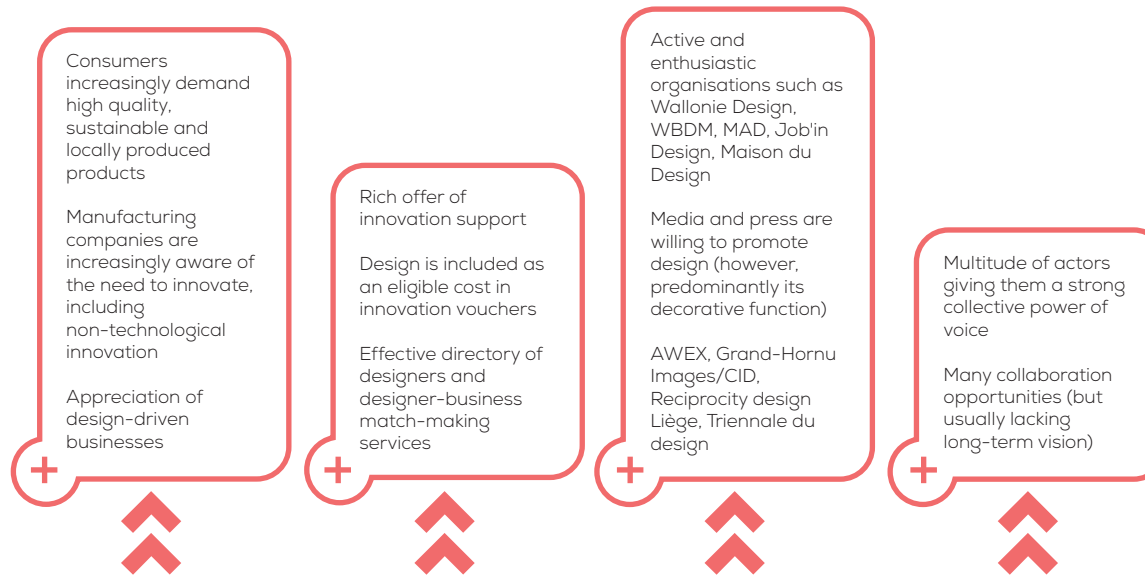 Consumers
increasingly demand
high quality,
sustainable and
locally produced
products
Manufacturing
companies are
increasingly aware of
the need to innovate,
including
non-technological
innovation
Appreciation of
design-driven
businesses
+
Rich offer of
innovation support
Design is included as
an eligible cost in
innovation vouchers
Effective directory of
designers and
designer-business
match-making
services
+
Active and
enthusiastic
organisations such as
Wallonie Design,
WBDM, MAD, Job'in
Design, Maison du
Design
Media and press are
willing to promote
design (however,
predominantly its
decorative function)
AWEX, Grand-Hornu
Images/CID,
Reciprocity design
Liège, Triennale du
design
+
Multitude of actors
giving them a strong
collective power of
voice
Many collaboration
opportunities (but
usually lacking
long-term vision)
+